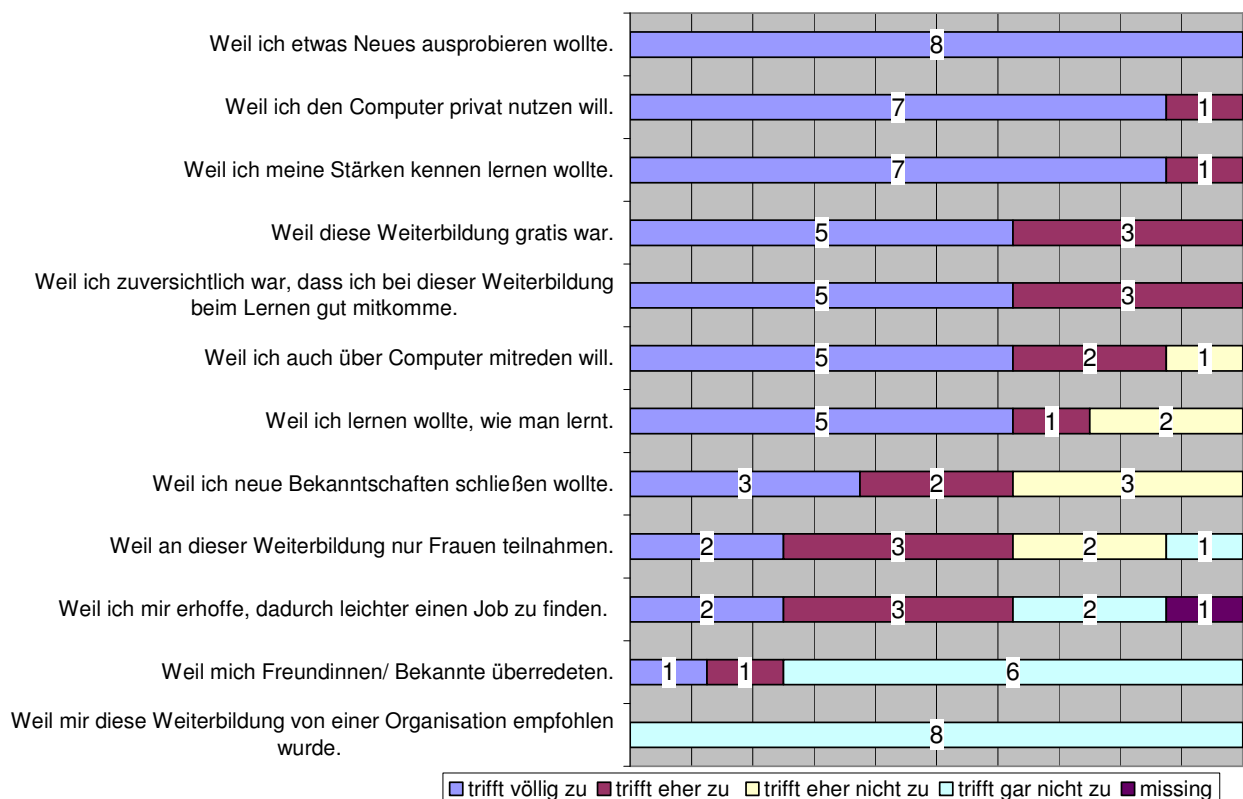 Weil ich etwas Neues ausprobieren wollte.
8
Weil ich den Computer privat nutzen will.
7 1
Weil ich meine Stärken kennen lernen wollte.
7 1
Weil diese Weiterbildung gratis war.
5 3
Weil ich zuversichtlich war, dass ich bei dieser Weiterbildung
beim Lernen gut mitkomme.
5 3
Weil ich auch über Computer mitreden will.
5 2 1
Weil ich lernen wollte, wie man lernt.
5 1 2
Weil ich neue Bekanntschaften schließen wollte.
3 2 3
Weil an dieser Weiterbildung nur Frauen teilnahmen.
2 3 2 1
Weil ich mir erhoffe, dadurch leichter einen Job zu finden.
2 3 2 1
Weil mich Freundinnen/ Bekannte überredeten.
1 1 6
Weil mir diese Weiterbildung von einer Organisation empfohlen
wurde.
8
trifft völlig zu trifft eher zu trifft eher nicht zu trifft gar nicht zu missing